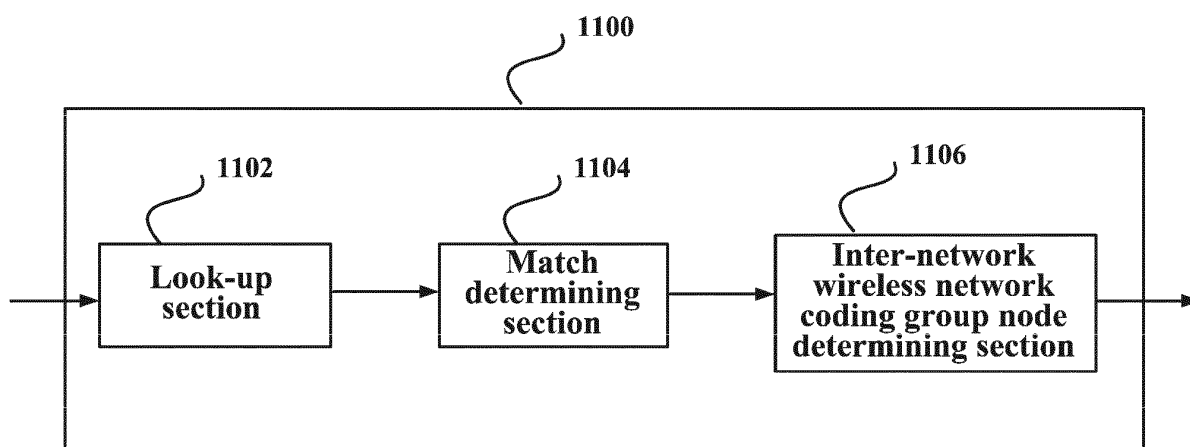 1100
1102
1104
1106
Look-up
section
Match
determining
section
Inter-network
wireless network
coding group node
determining section